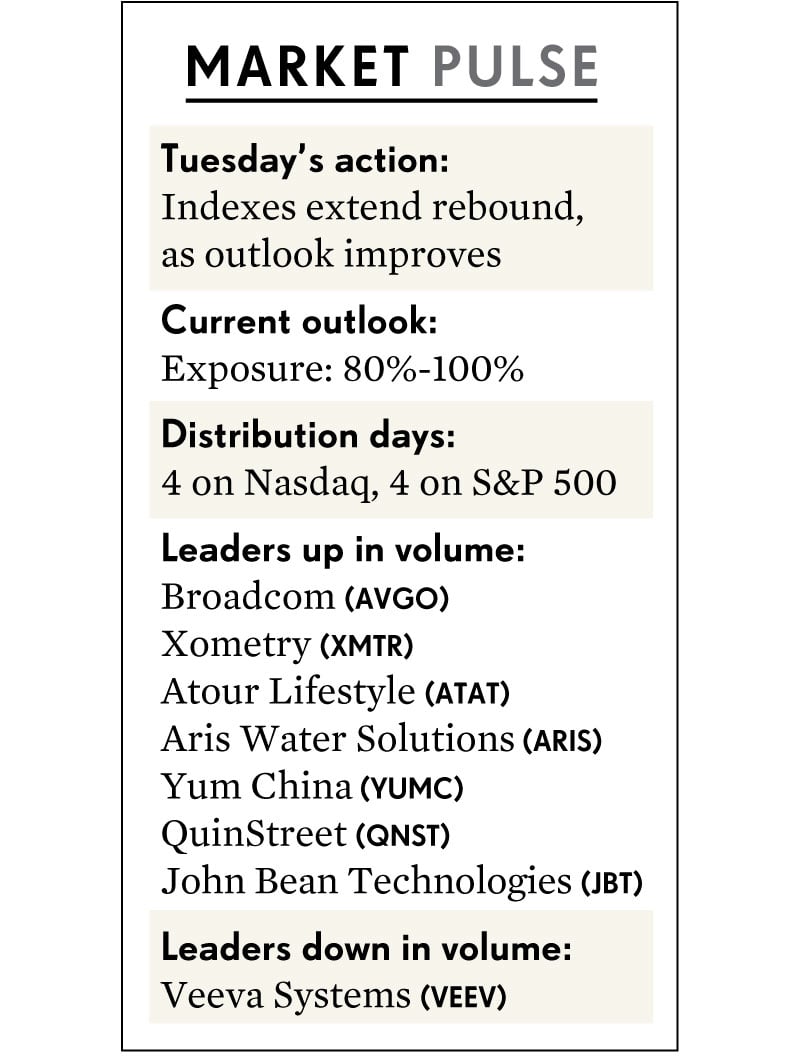 MARKET PULSE
Tuesday’s action:
Indexes extend rebound,
as outlook improves
Current outlook:
Exposure: 80%-100%
Distribution days:
4 on Nasdaq, 4 on S&P 500
Leaders up in volume:
Broadcom (AVGO)
Xometry (XMTR)
Atour Lifestyle (ATAT)
Aris Water Solutions (ARIS)
Yum China (YUMC)
QuinStreet (QNST)
John Bean Technologies (JBT)
Leaders down in volume:
Veeva Systems (VEEV)